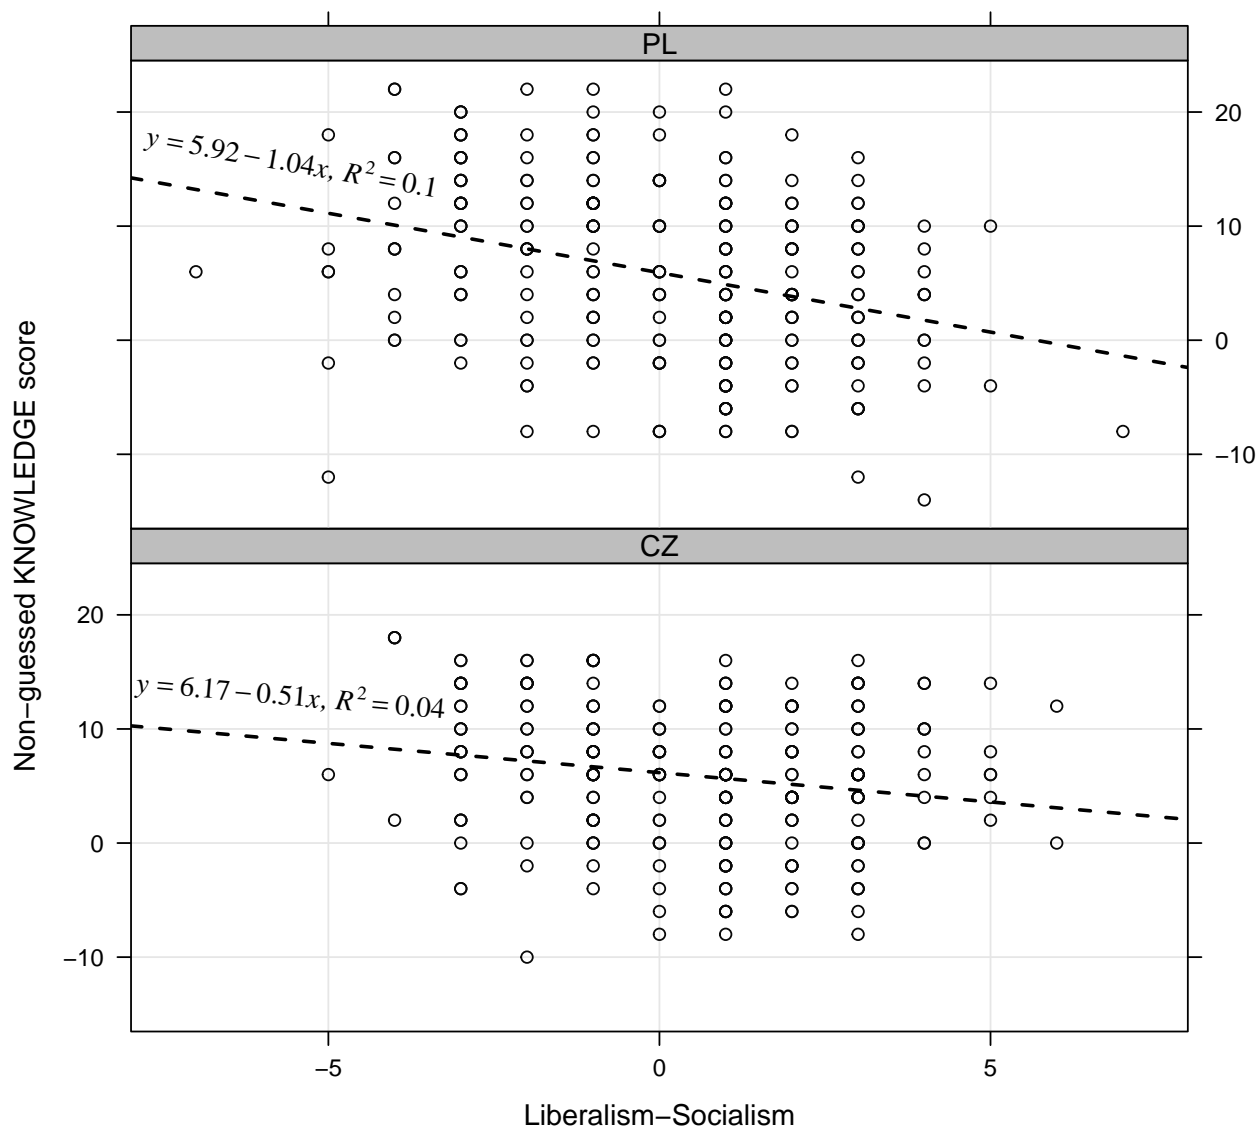 PL
20
10
0
−10
y = 5.92 − 1.04x, R² = 0.1
Non−guessed KNOWLEDGE score
CZ
20
10
0
−10
y = 6.17 − 0.51x, R² = 0.04
−5 0 5
Liberalism−Socialism